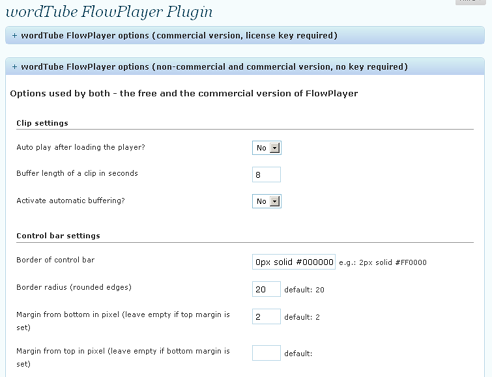 wordTube FlowPlayer Plugin
+ wordTube FlowPlayer options (commercial version, license key required)
+ wordTube FlowPlayer options (non-commercial and commercial version, no key required)
Options used by both - the free and the commercial version of FlowPlayer
Clip settings
Auto play after loading the player? No
Buffer length of a clip in seconds 8
Activate automatic buffering? No
Control bar settings
Border of control bar 0px solid #000000 e.g.: 2px solid #FF0000
Border radius (rounded edges) 20 default: 20
Margin from bottom in pixel (leave empty if top margin is 2 default: 2
set)
Margin from top in pixel (leave empty if bottom margin is default:
set)